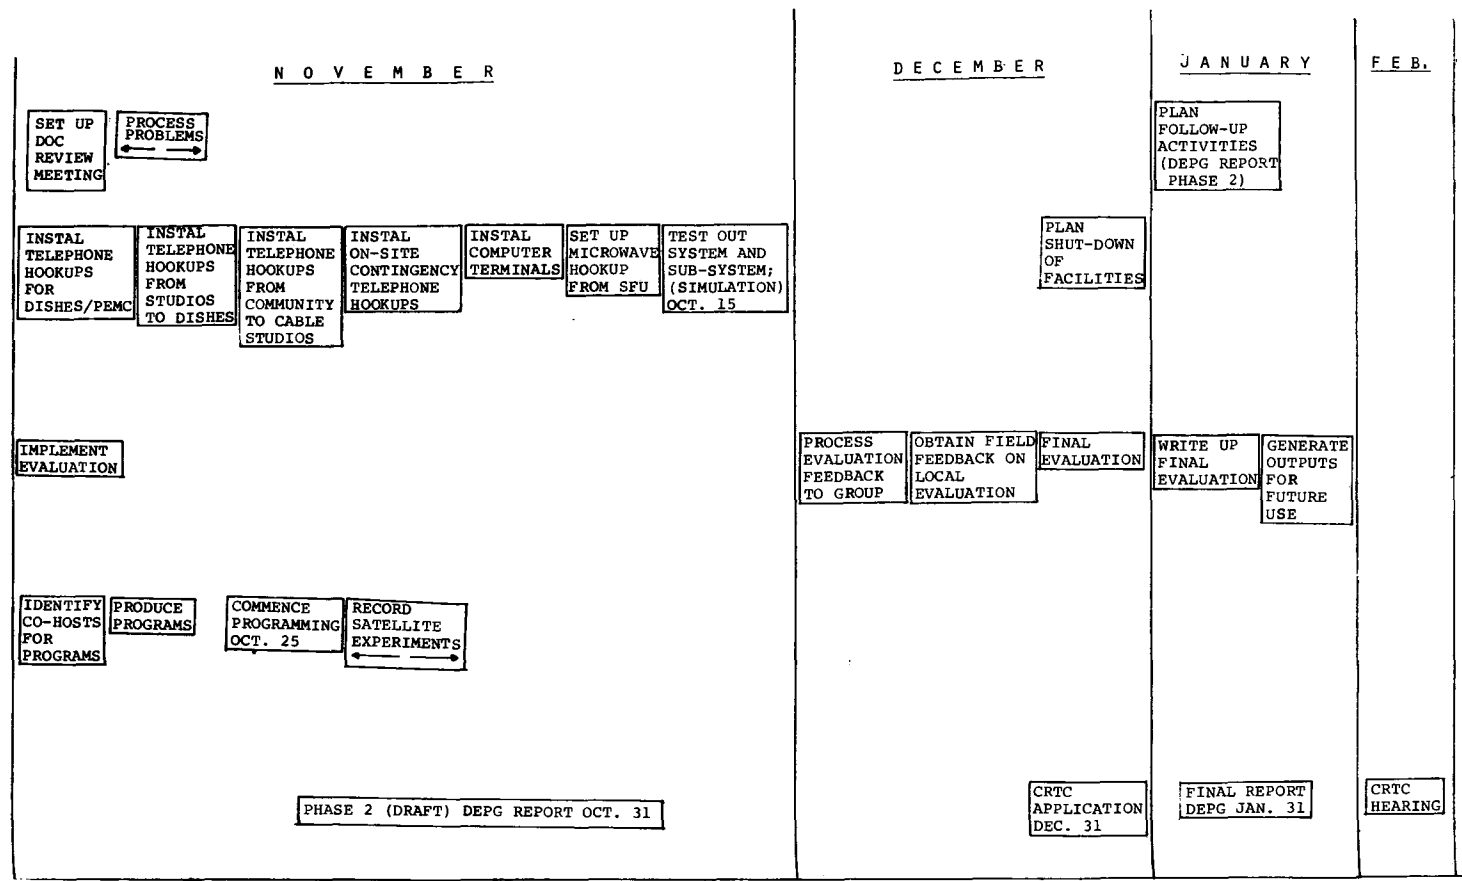 N O V E M B E R
D E C E M B E R
J A N U A R Y
F E B.
SET UP
DOC
REVIEW
MEETING
PROCESS
PROBLEMS
PLAN
FOLLOW-UP
ACTIVITIES
(DEPG REPORT
PHASE 2)
INSTAL
TELEPHONE
HOOKUPS
FOR
DISHES/PEMC
INSTAL
TELEPHONE
HOOKUPS
FROM
STUDIOS
TO DISHES
INSTAL
TELEPHONE
HOOKUPS
FROM
COMMUNITY
TO CABLE
STUDIOS
INSTAL
ON-SITE
CONTINGENCY
TELEPHONE
HOOKUPS
INSTAL
COMPUTER
TERMINALS
SET UP
MICROWAVE
HOOKUP
FROM SFU
TEST OUT
SYSTEM AND
SUB-SYSTEM;
(SIMULATION)
OCT. 15
PLAN
SHUT-DOWN
OF
FACILITIES
IMPLEMENT
EVALUATION
PROCESS
EVALUATION
FEEDBACK
TO GROUP
OBTAIN FIELD
FEEDBACK ON
LOCAL
EVALUATION
FINAL
EVALUATION
WRITE UP
FINAL
EVALUATION
GENERATE
OUTPUTS
FOR
FUTURE
USE
IDENTIFY
CO-HOSTS
FOR
PROGRAMS
PRODUCE
PROGRAMS
COMMENCE
PROGRAMMING
OCT. 25
RECORD
SATELLITE
EXPERIMENTS
PHASE 2 (DRAFT) DEPG REPORT OCT. 31
CRTC
APPLICATION
DEC. 31
FINAL REPORT
DEPG JAN. 31
CRTC
HEARING